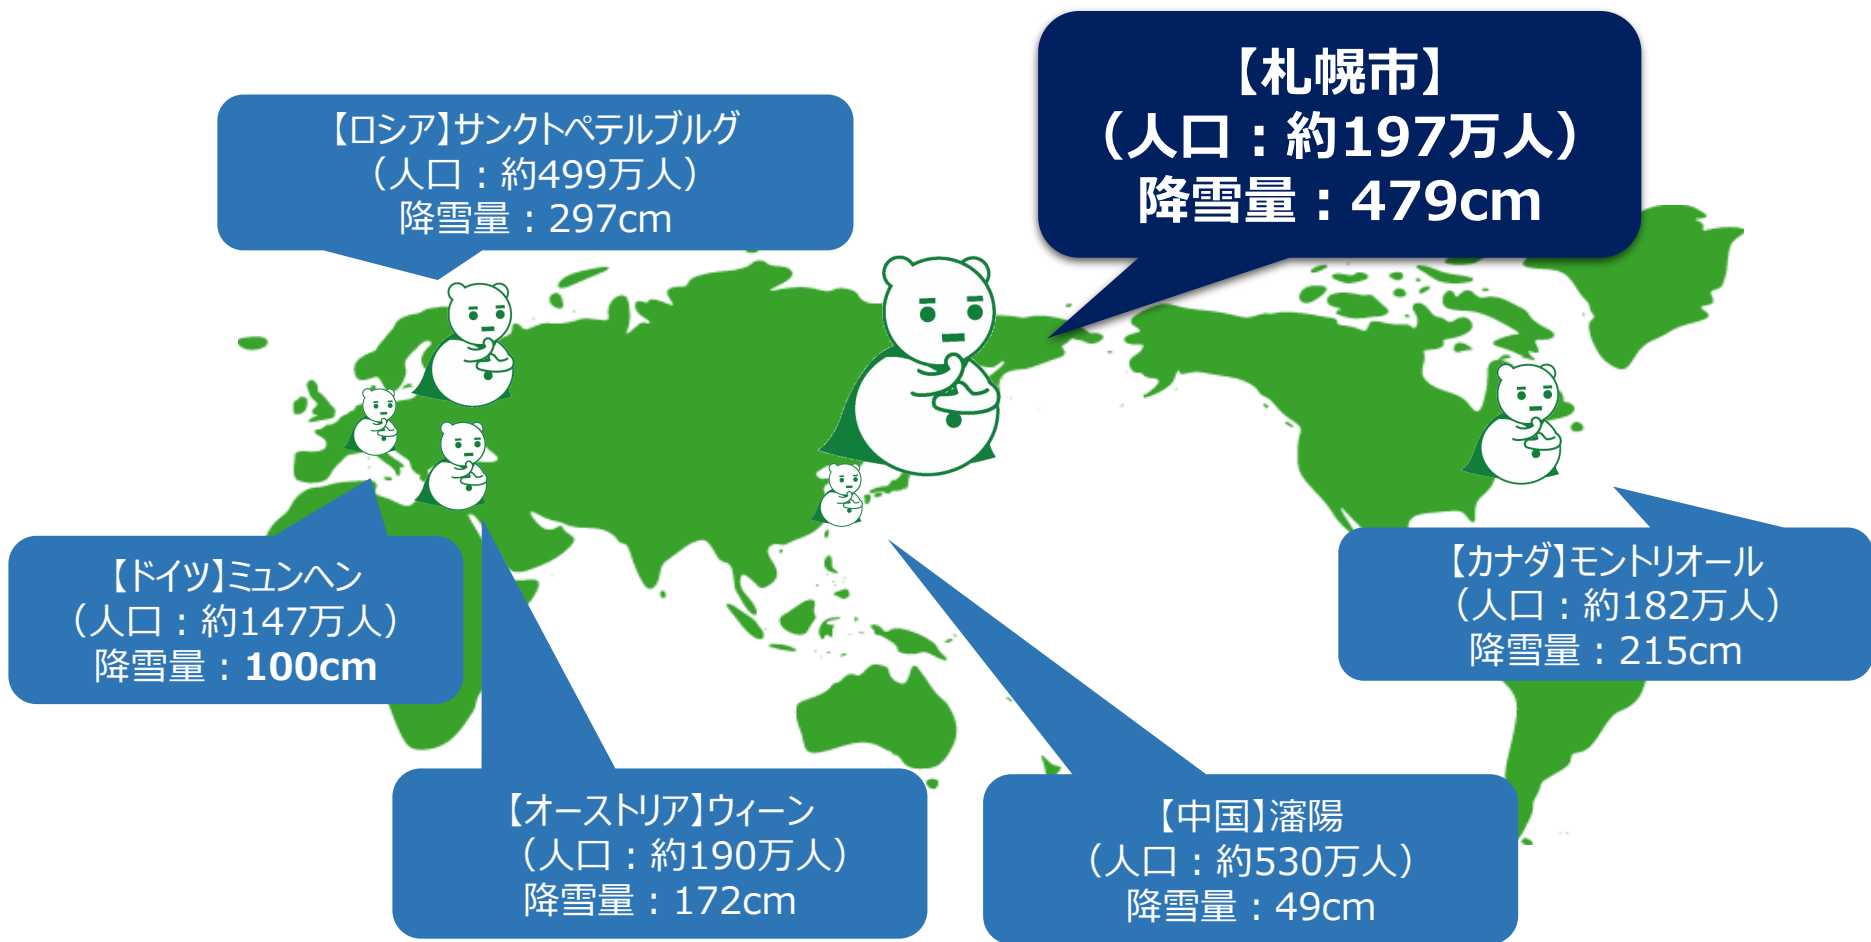 【札幌市】
（人口：約197万人）
降雪量：479cm
【ロシア】サンクトペテルブルグ
（人口：約499万人）
降雪量：297cm
【ドイツ】ミュンヘン
（人口：約147万人）
降雪量：100cm
【カナダ】モントリオール
（人口：約182万人）
降雪量：215cm
【オーストリア】ウィーン
（人口：約190万人）
降雪量：172cm
【中国】瀋陽
（人口：約530万人）
降雪量：49cm